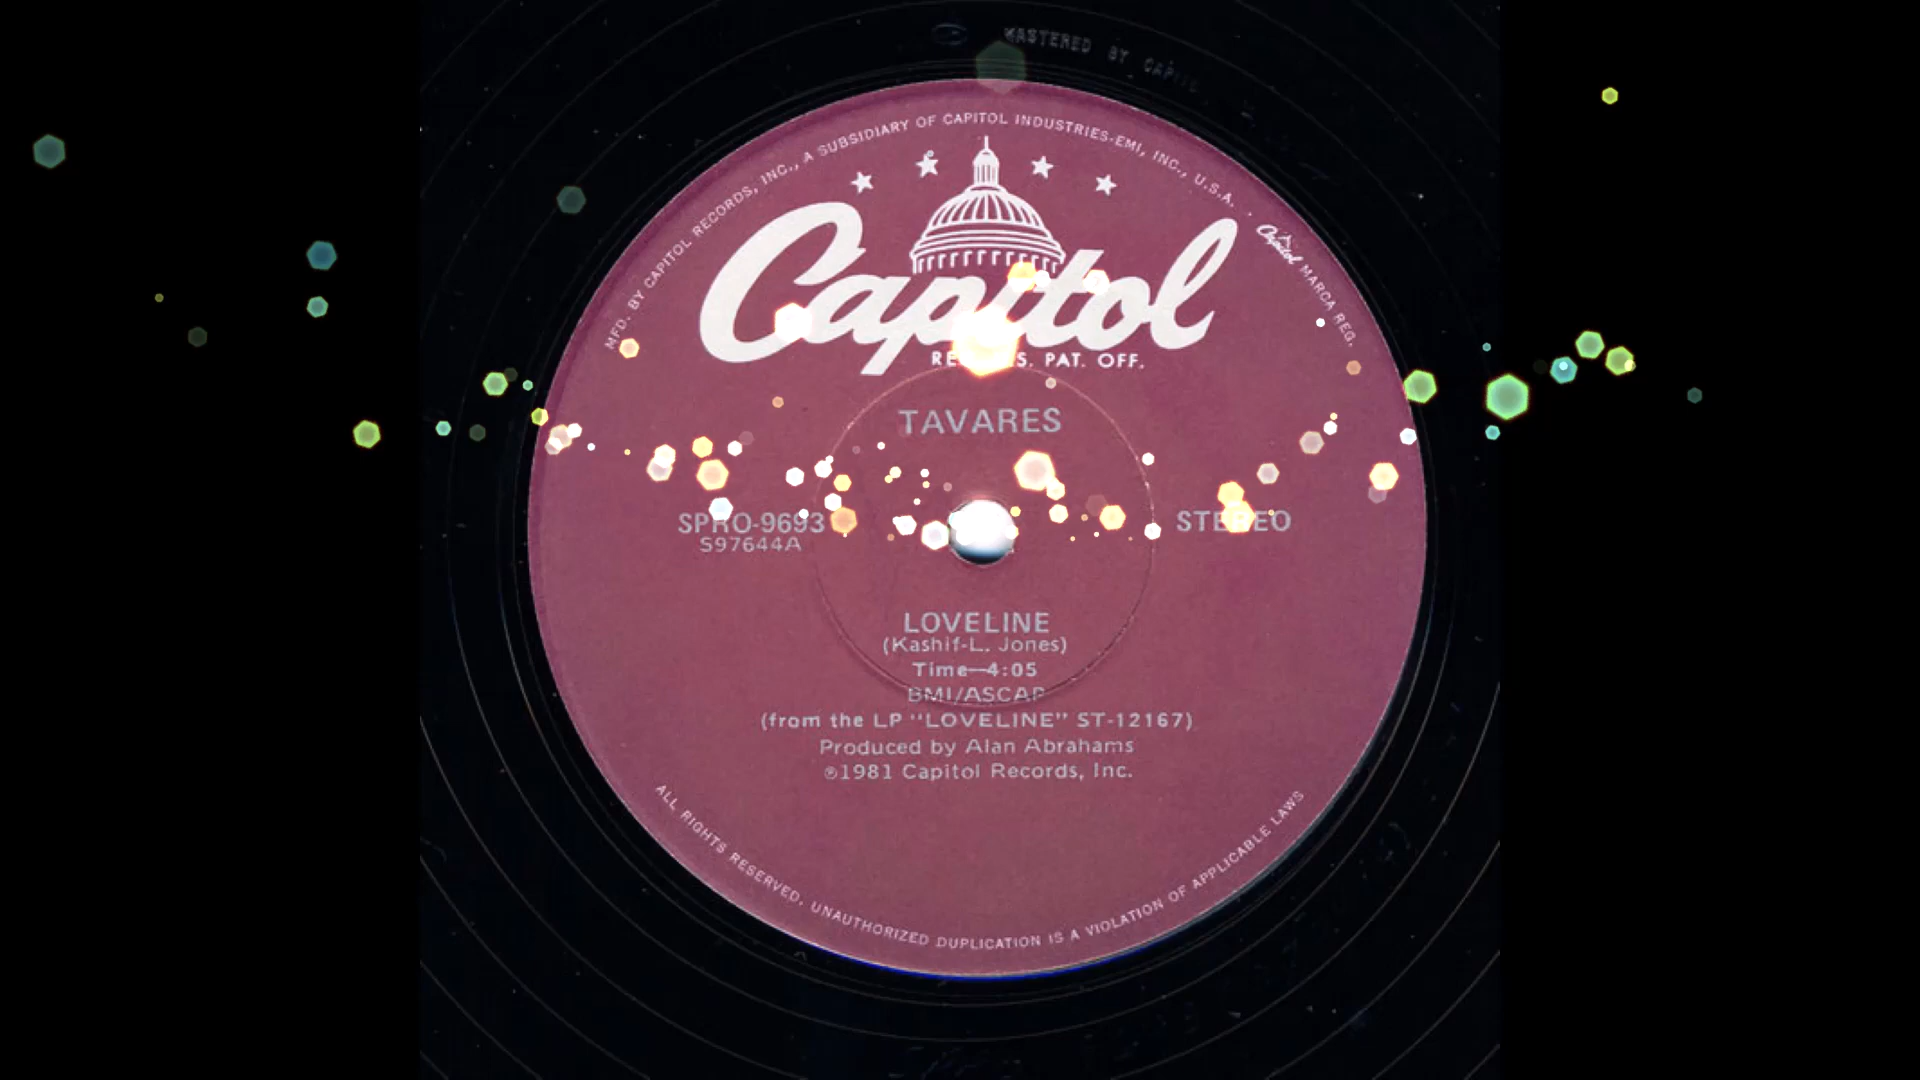 MASTERED BY
MFD. BY CAPITOL RECORDS, INC., A SUBSIDIARY OF CAPITOL INDUSTRIES-EMI, INC., U.S.A. . Capitol MARCA REG.
Capitol
PAT. OFF.
TAVARES
SPRO-9693
S97644A
STEREO
LOVELINE
(Kashif-L. Jones)
Time—4:05
BMI/ASCAP
(from the LP "LOVELINE" ST-12167)
Produced by Alan Abrahams
℗1981 Capitol Records, Inc.
ALL RIGHTS RESERVED. UNAUTHORIZED DUPLICATION IS A VIOLATION OF APPLICABLE LAWS